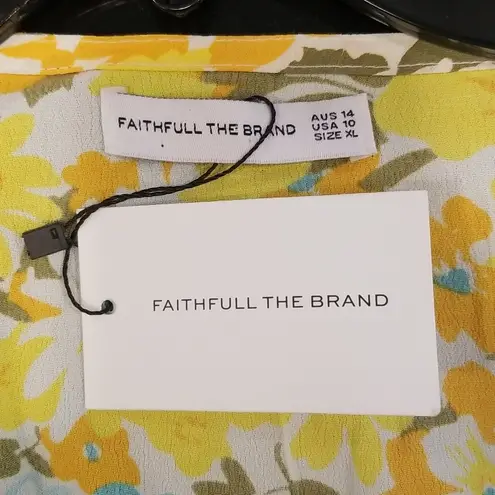 FAITHFULL THE BRAND
AUS 14
USA 10
SIZE XL
FAITHFULL THE BRAND